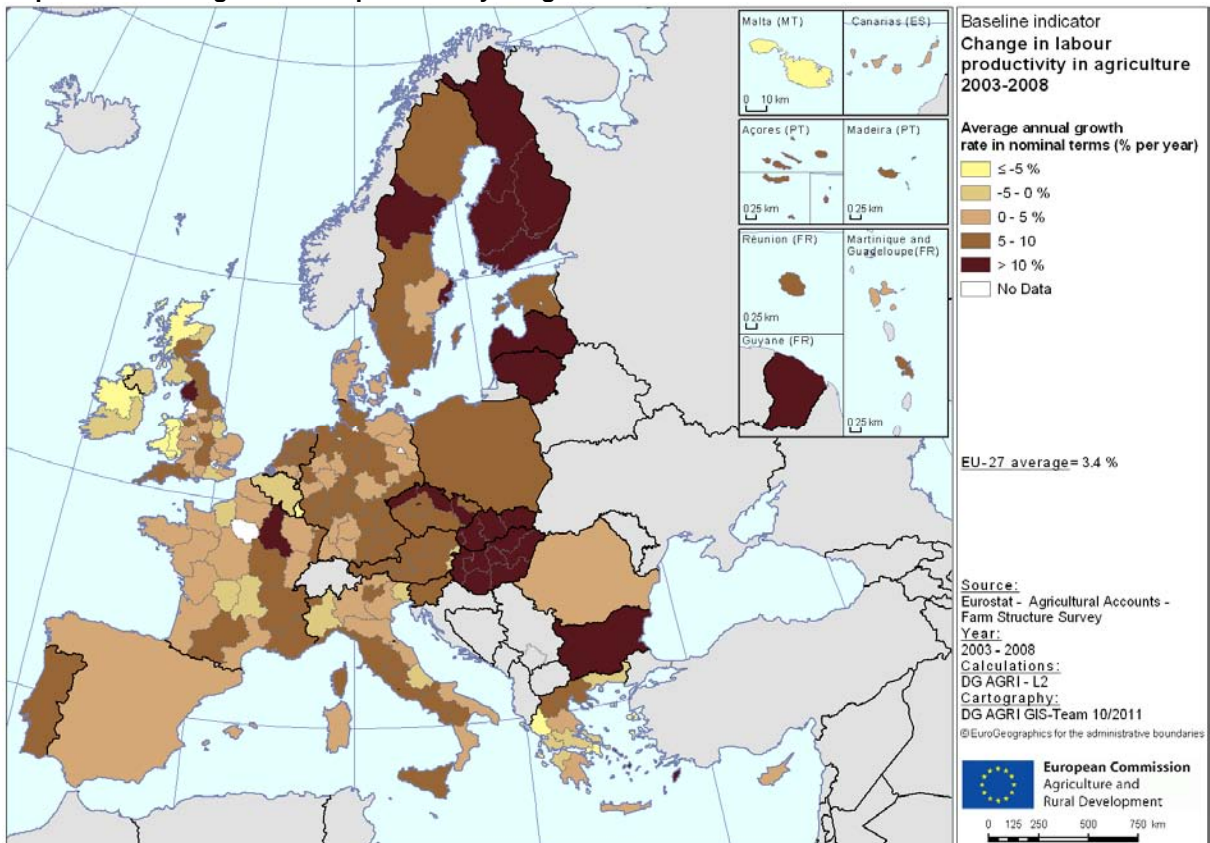 Malta (MT)
0 10 km
Canarias (ES)
Açores (PT)
0 25 km
Madeira (PT)
0 25 km
Réunion (FR)
0 25 km
Martinique and
Guadeloupe(FR)
0 25 km
Guyane (FR)
Baseline indicator
Change in labour
productivity in agriculture
2003-2008
Average annual growth
rate in nominal terms (% per year)
≤ -5 %
-5 - 0 %
0 - 5 %
5 - 10
> 10 %
No Data
EU-27 average= 3.4 %
Source:
Eurostat - Agricultural Accounts -
Farm Structure Survey
Year:
2003 - 2008
Calculations:
DG AGRI - L2
Cartography:
DG AGRI GIS-Team 10/2011
©EuroGeographics for the administrative boundaries
European Commission
Agriculture and
Rural Development
0 125 250 500 750 km